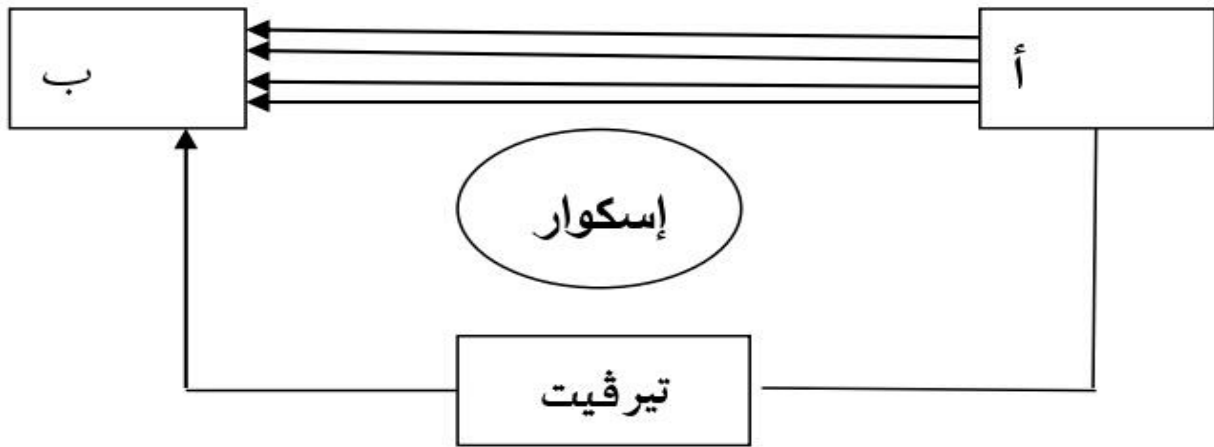 أ
ب
إسكوار
تيرڤيت